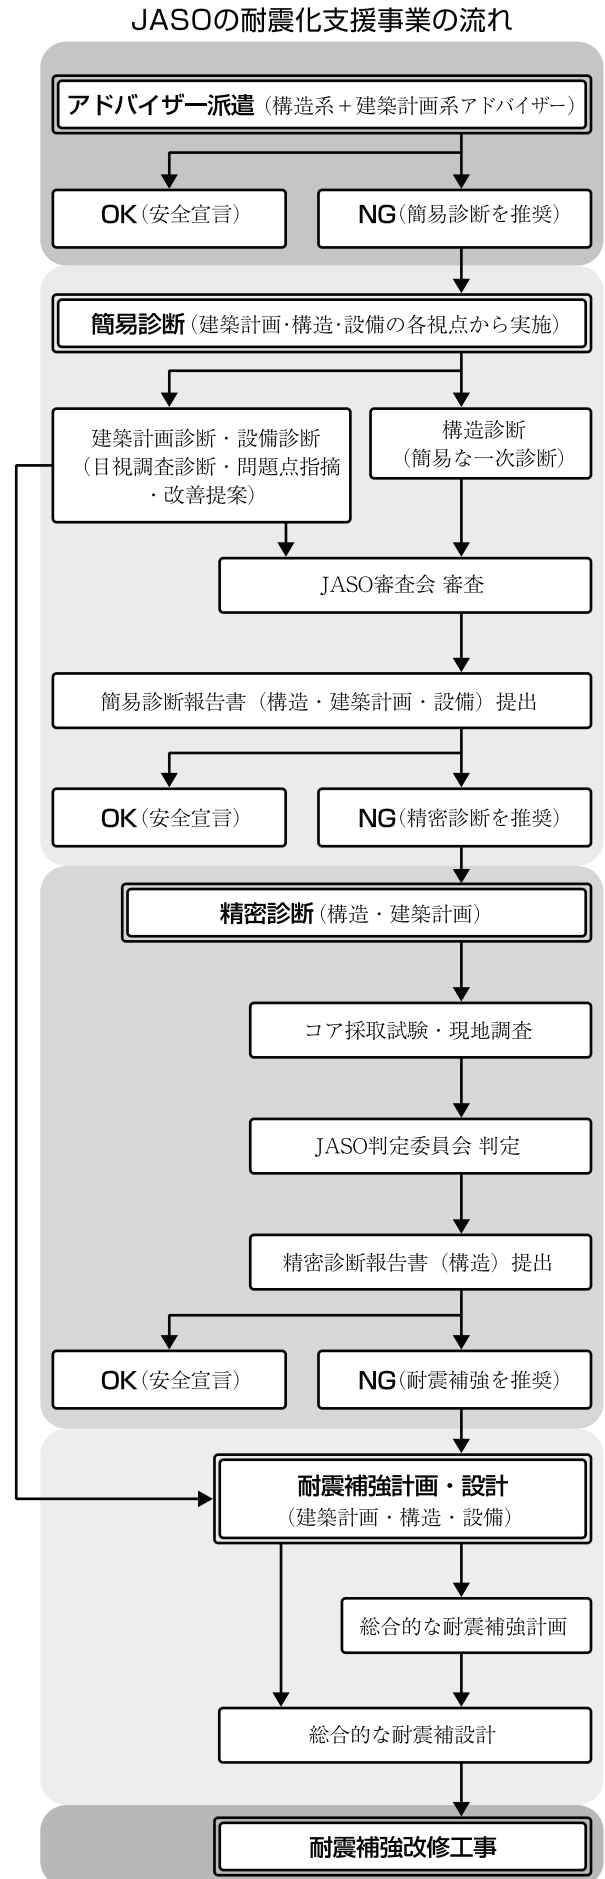 JASOの耐震化支援事業の流れ
アドバイザー派遣（構造系＋建築計画系アドバイザー）
OK（安全宣言）
NG（簡易診断を推奨）
簡易診断（建築計画・構造・設備の各視点から実施）
建築計画診断・設備診断
（目視調査診断・問題点指摘
・改善提案）
構造診断
（簡易な一次診断）
JASO審査会 審査
簡易診断報告書（構造・建築計画・設備）提出
OK（安全宣言）
NG（精密診断を推奨）
精密診断（構造・建築計画）
コア採取試験・現地調査
JASO判定委員会 判定
精密診断報告書（構造）提出
OK（安全宣言）
NG（耐震補強を推奨）
耐震補強計画・設計
（建築計画・構造・設備）
総合的な耐震補強計画
総合的な耐震補設計
耐震補強改修工事